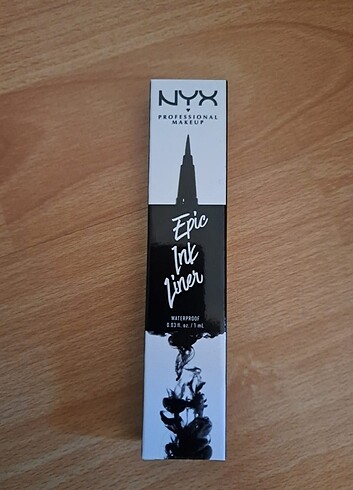 NYX
PROFESSIONAL
MAKEUP
Epic
Ink
Liner
WATERPROOF
0.03 fl. oz. / 1 mL